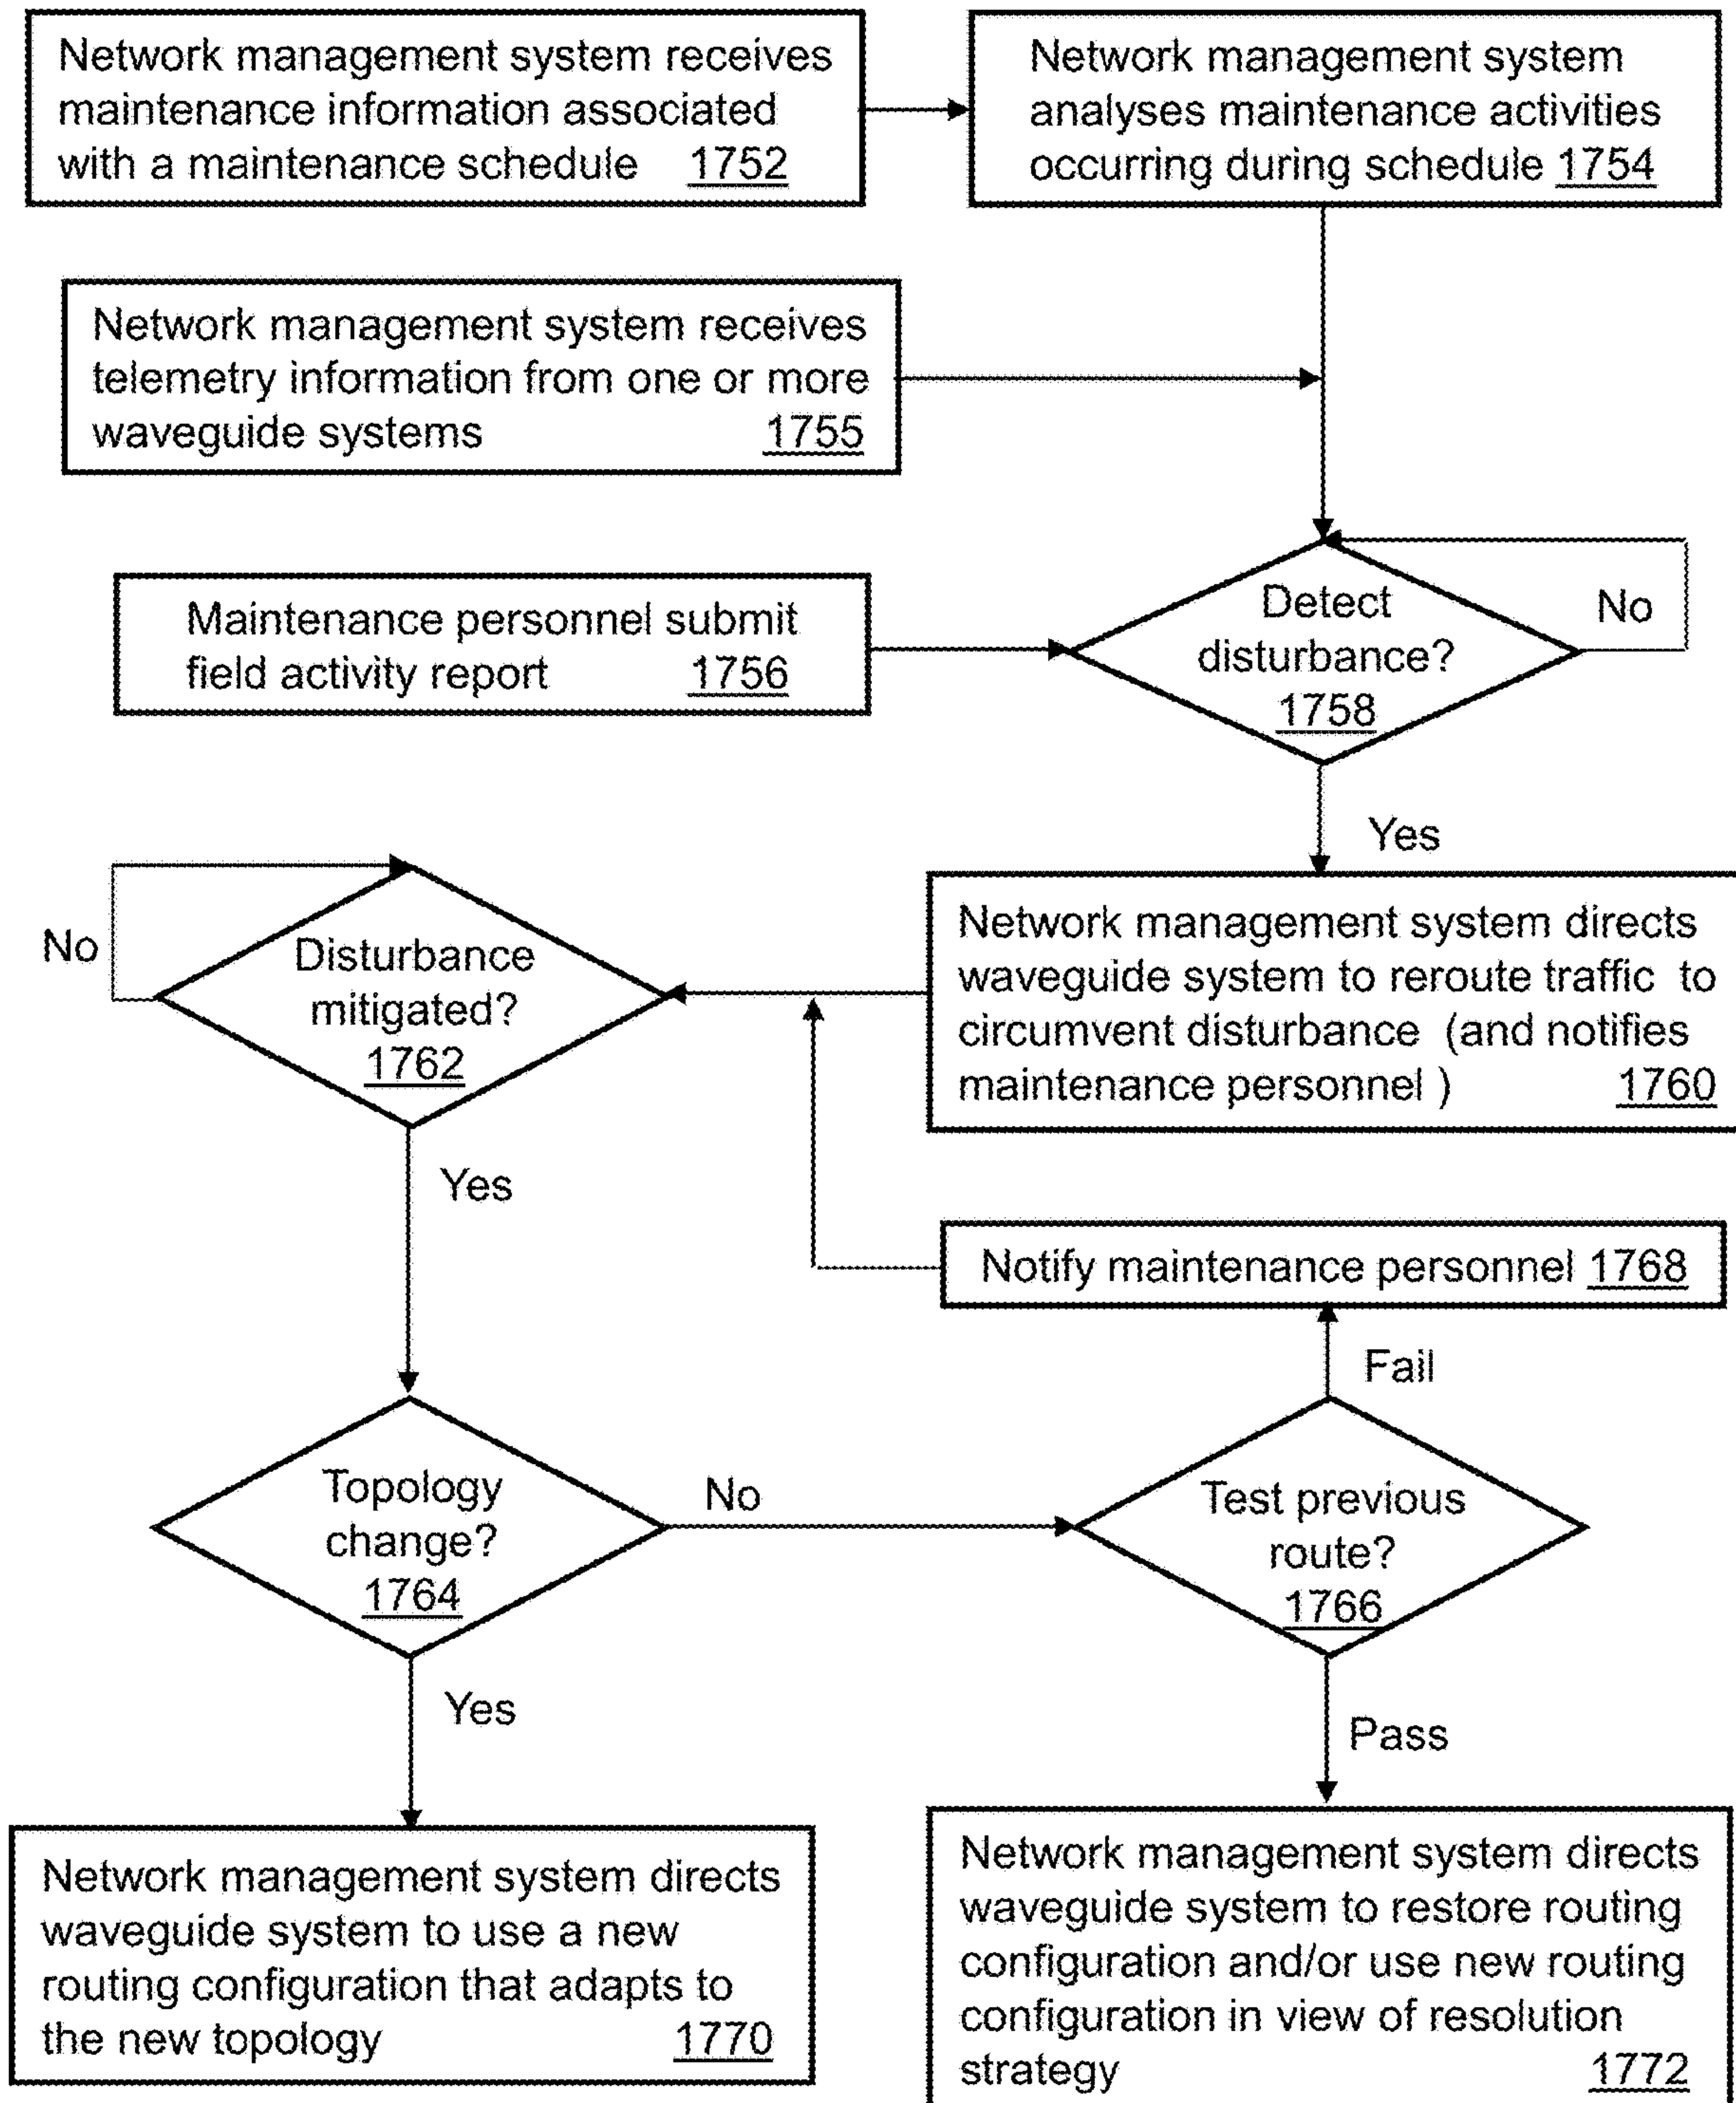 Network management system receives
maintenance information associated
with a maintenance schedule 1752
Network management system
analyses maintenance activities
occurring during schedule 1754
Network management system receives
telemetry information from one or more
waveguide systems 1755
Maintenance personnel submit
field activity report 1756
Detect
disturbance?
1758
No
Yes
Network management system directs
waveguide system to reroute traffic to
circumvent disturbance (and notifies
maintenance personnel ) 1760
Disturbance
mitigated?
1762
No
Yes
Notify maintenance personnel 1768
Fail
Topology
change?
1764
No
Test previous
route?
1766
Yes
Pass
Network management system directs
waveguide system to use a new
routing configuration that adapts to
the new topology 1770
Network management system directs
waveguide system to restore routing
configuration and/or use new routing
configuration in view of resolution
strategy 1772